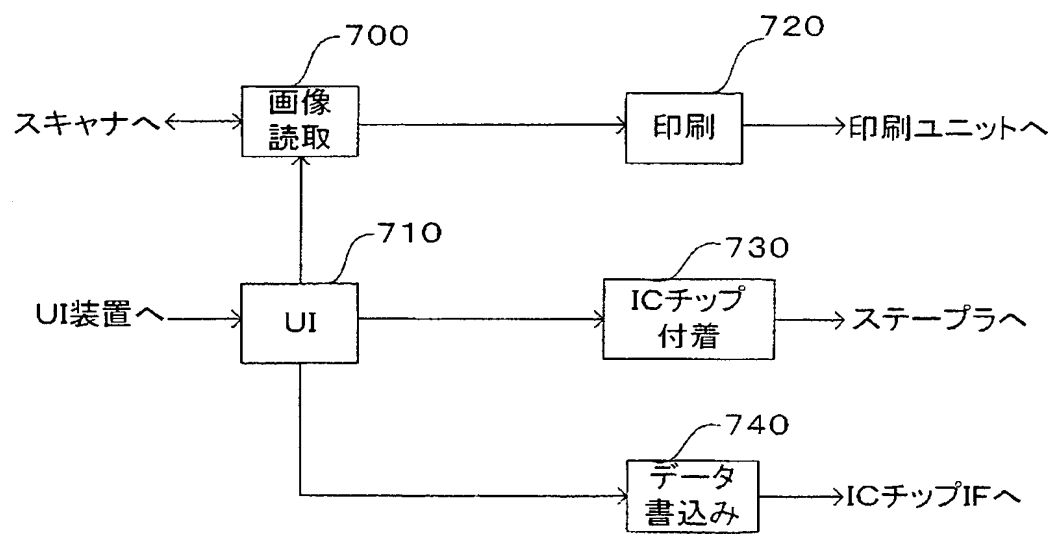 700
720
スキャナへ
画像
読取
印刷
印刷ユニットへ
710
730
UI装置へ
UI
ICチップ
付着
ステープラへ
740
データ
書込み
ICチップIFへ